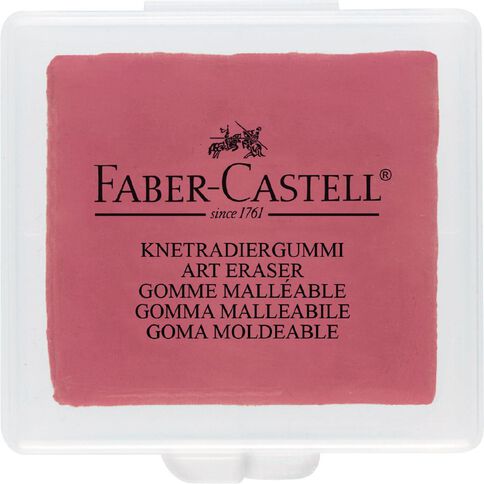 FABER-CASTELL®
since 1761
KNETRADIERGUMMI
ART ERASER
GOMME MALLÉABLE
GOMMA MALLEABILE
GOMA MOLDEABLE